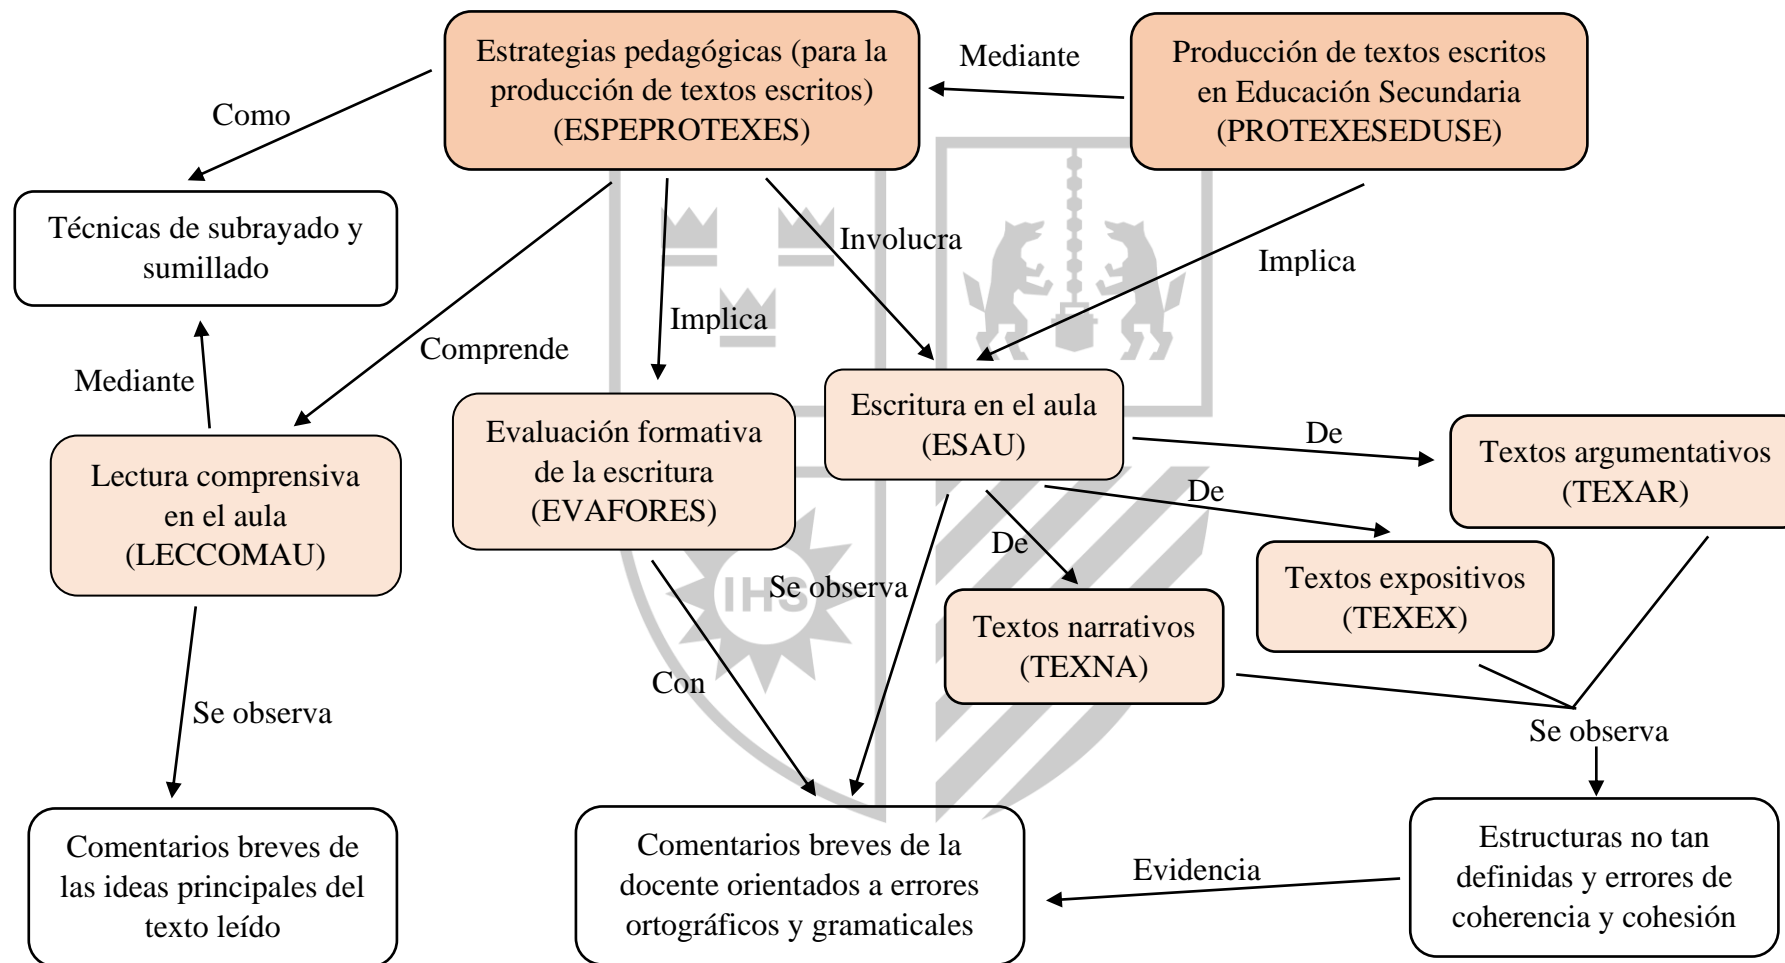 Estrategias pedagógicas (para la
producción de textos escritos)
(ESPEPROTEXES)
Mediante
Producción de textos escritos
en Educación Secundaria
(PROTEXESEDUSE)
Como
Técnicas de subrayado y
sumillado
Involucra
Implica
Implica
Comprende
Mediante
Lectura comprensiva
en el aula
(LECCOMAU)
Evaluación formativa
de la escritura
(EVAFORES)
Escritura en el aula
(ESAU)
De
Textos argumentativos
(TEXAR)
De
De
Textos expositivos
(TEXEX)
Textos narrativos
(TEXNA)
Se observa
IHS
Con
Se observa
Se observa
Comentarios breves de
las ideas principales del
texto leído
Comentarios breves de la
docente orientados a errores
ortográficos y gramaticales
Evidencia
Estructuras no tan
definidas y errores de
coherencia y cohesión